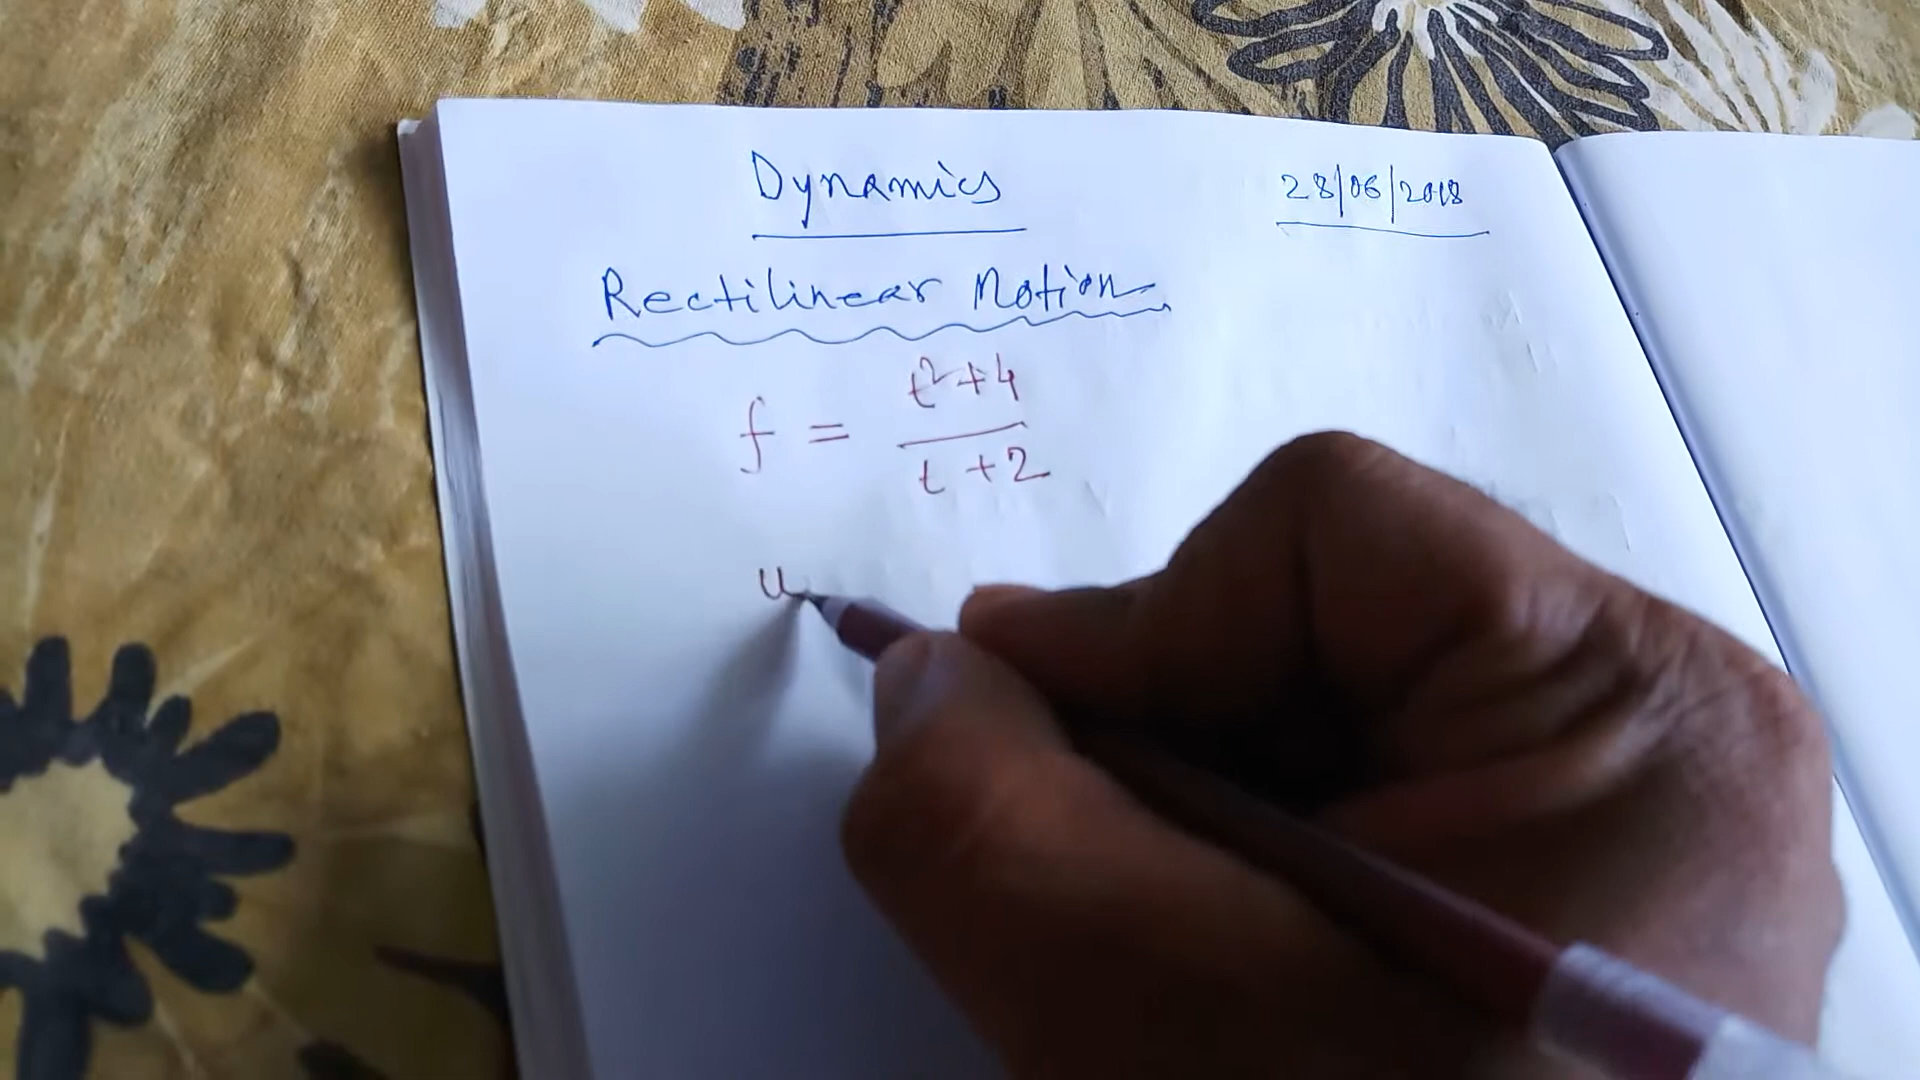 Dynamics 28/06/2018
Rectilinear Motion
f = t²+4 / t+2
u